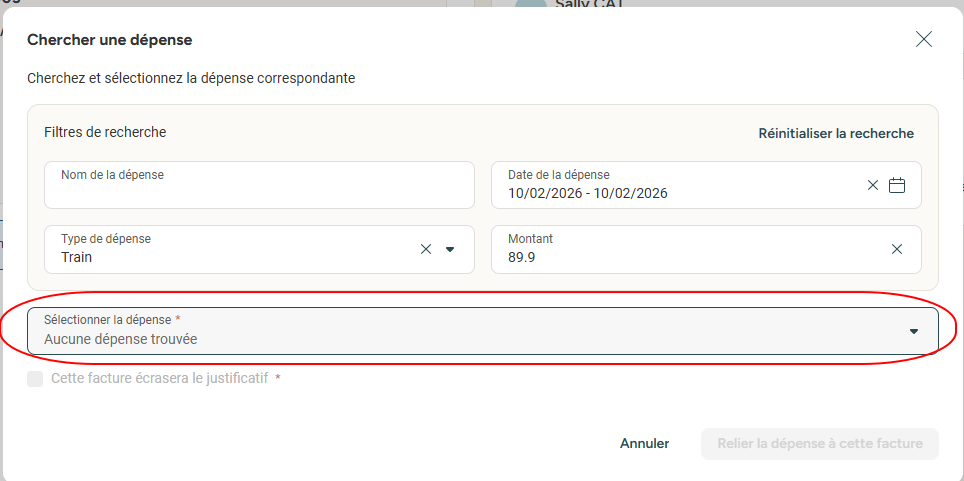 Sally CAT
Chercher une dépense
Cherchez et sélectionnez la dépense correspondante
Filtres de recherche
Réinitialiser la recherche
Nom de la dépense
Date de la dépense
10/02/2026 - 10/02/2026
Type de dépense
Train
Montant
89.9
Sélectionner la dépense *
Aucune dépense trouvée
Cette facture écrasera le justificatif *
Annuler
Relier la dépense à cette facture